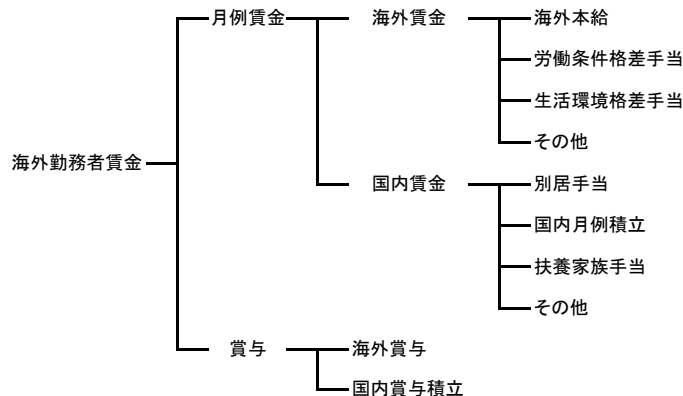 月例賃金 海外賃金 海外本給
労働条件格差手当
生活環境格差手当
その他
海外勤務者賃金
国内賃金 別居手当
国内月例積立
扶養家族手当
その他
賞与 海外賞与
国内賞与積立